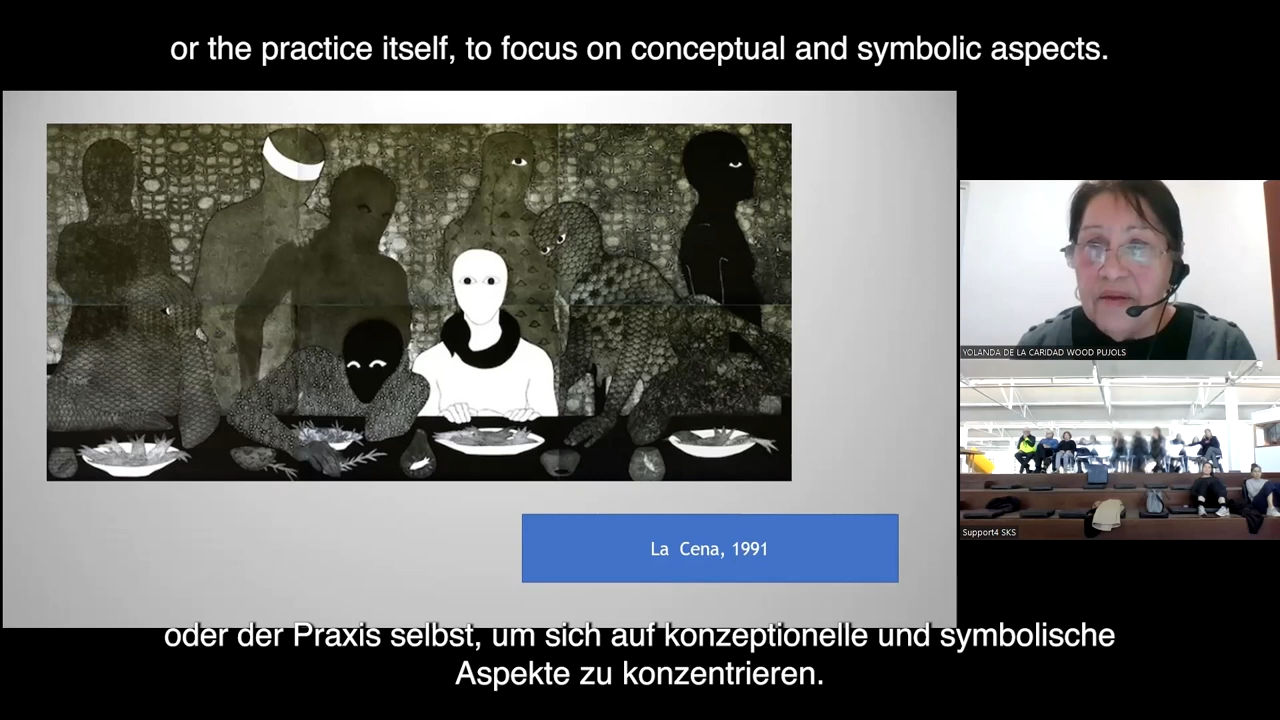 or the practice itself, to focus on conceptual and symbolic aspects.
YOLANDA DE LA CARIDAD WOOD PUJOLS
Support4 SKS
La Cena, 1991
oder der Praxis selbst, um sich auf konzeptionelle und symbolische
Aspekte zu konzentrieren.